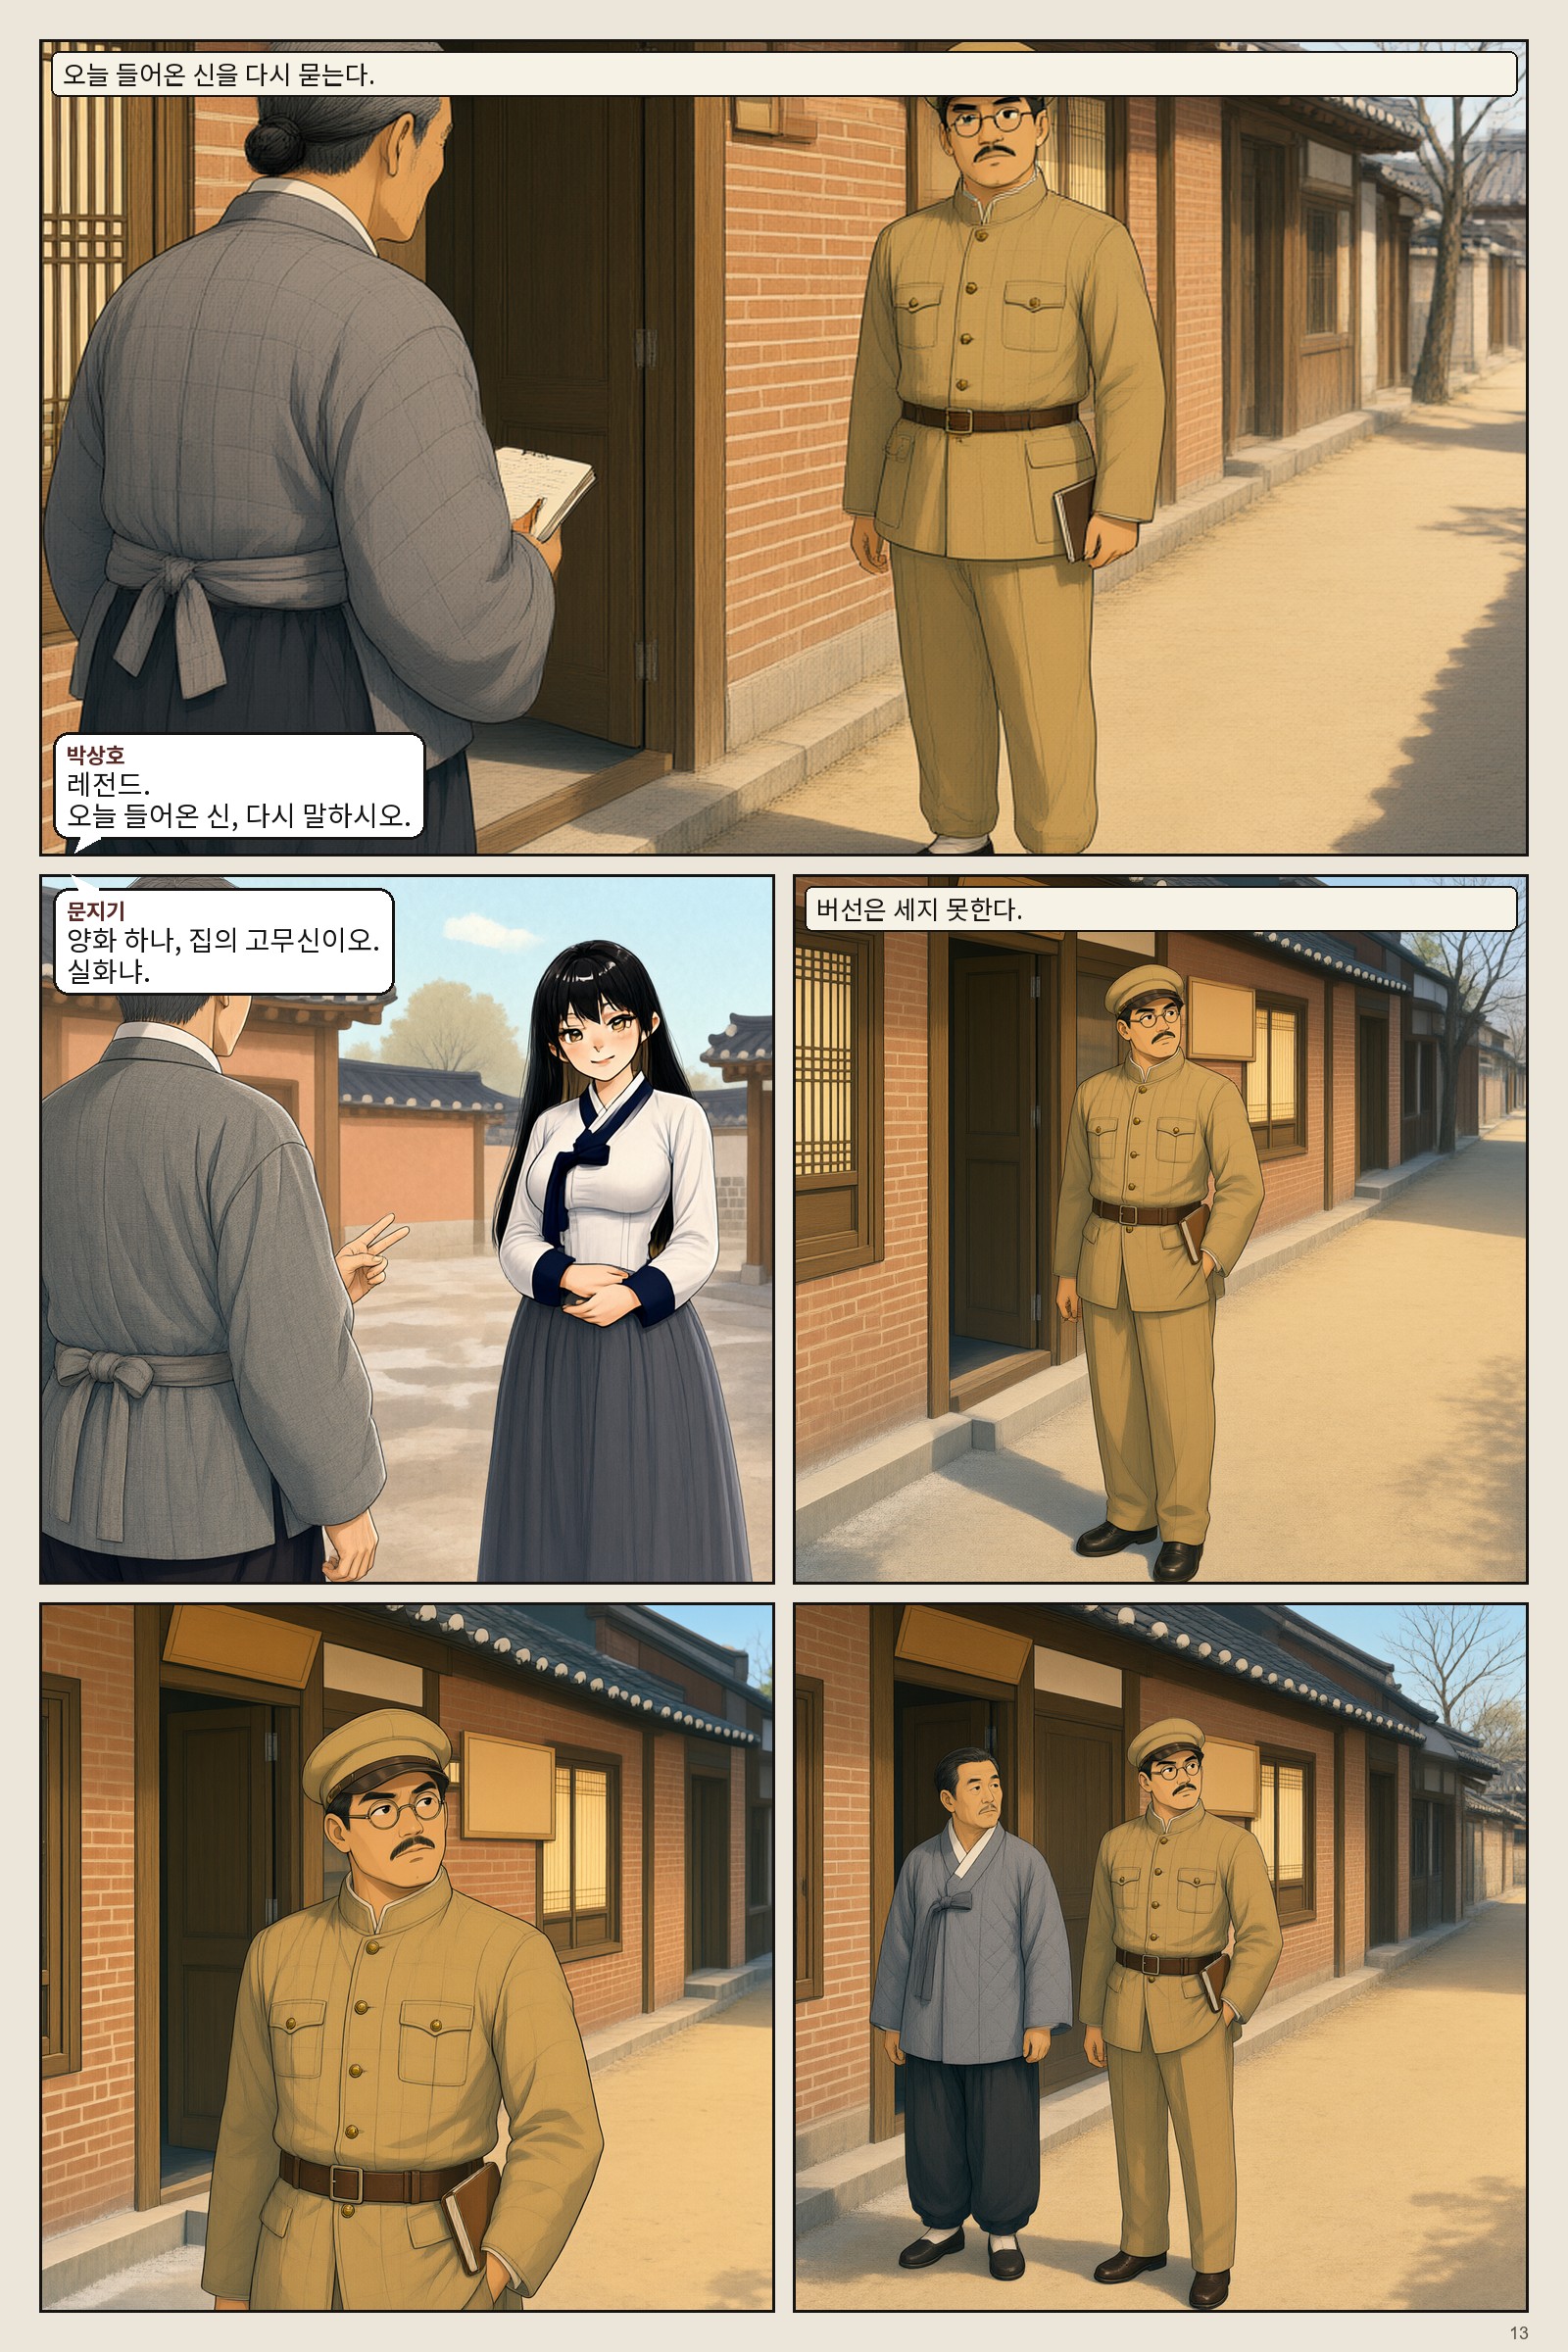 오늘 들어온 신을 다시 묻는다.
박상호
레전드.
오늘 들어온 신, 다시 말하시오.
문지기
양화 하나, 집의 고무신이오.
실화냐.
버선은 세지 못한다.
13